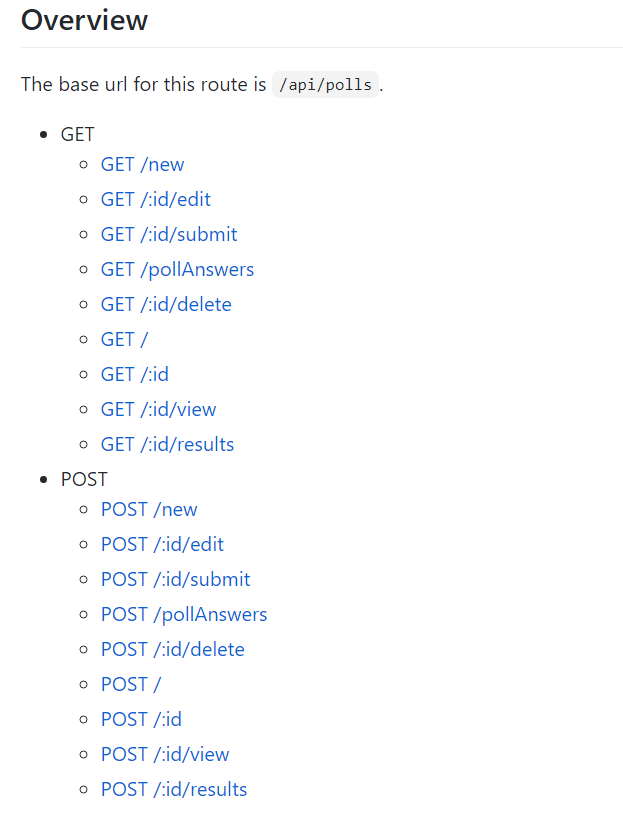 Overview
The base url for this route is /api/polls.
GET
GET /new
GET /:id/edit
GET /:id/submit
GET /pollAnswers
GET /:id/delete
GET /
GET /:id
GET /:id/view
GET /:id/results
POST
POST /new
POST /:id/edit
POST /:id/submit
POST /pollAnswers
POST /:id/delete
POST /
POST /:id
POST /:id/view
POST /:id/results